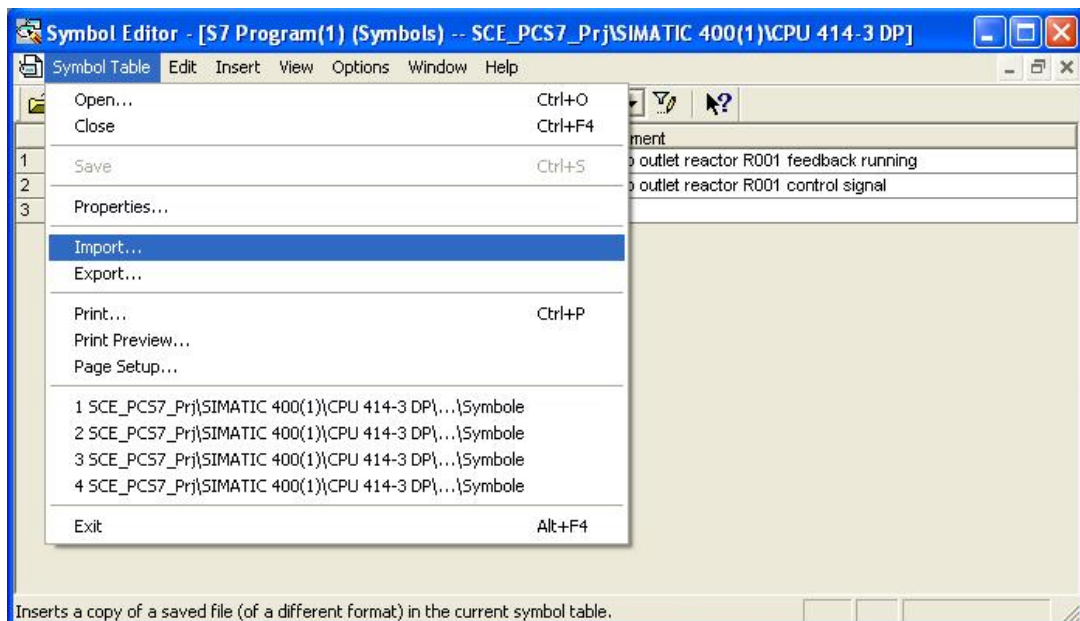 Symbol Editor - [S7 Program(1) (Symbols) -- SCE_PCS7_Prj\SIMATIC 400(1)\CPU 414-3 DP]
Symbol Table Edit Insert View Options Window Help
Open... Ctrl+O
Close Ctrl+F4
ment
1 outlet reactor R001 feedback running
Save Ctrl+S
2 outlet reactor R001 control signal
3
Properties...
Import...
Export...
Print... Ctrl+P
Print Preview...
Page Setup...
1 SCE_PCS7_Prj\SIMATIC 400(1)\CPU 414-3 DP\...\Symbole
2 SCE_PCS7_Prj\SIMATIC 400(1)\CPU 414-3 DP\...\Symbole
3 SCE_PCS7_Prj\SIMATIC 400(1)\CPU 414-3 DP\...\Symbole
4 SCE_PCS7_Prj\SIMATIC 400(1)\CPU 414-3 DP\...\Symbole
Exit Alt+F4
Inserts a copy of a saved file (of a different format) in the current symbol table.